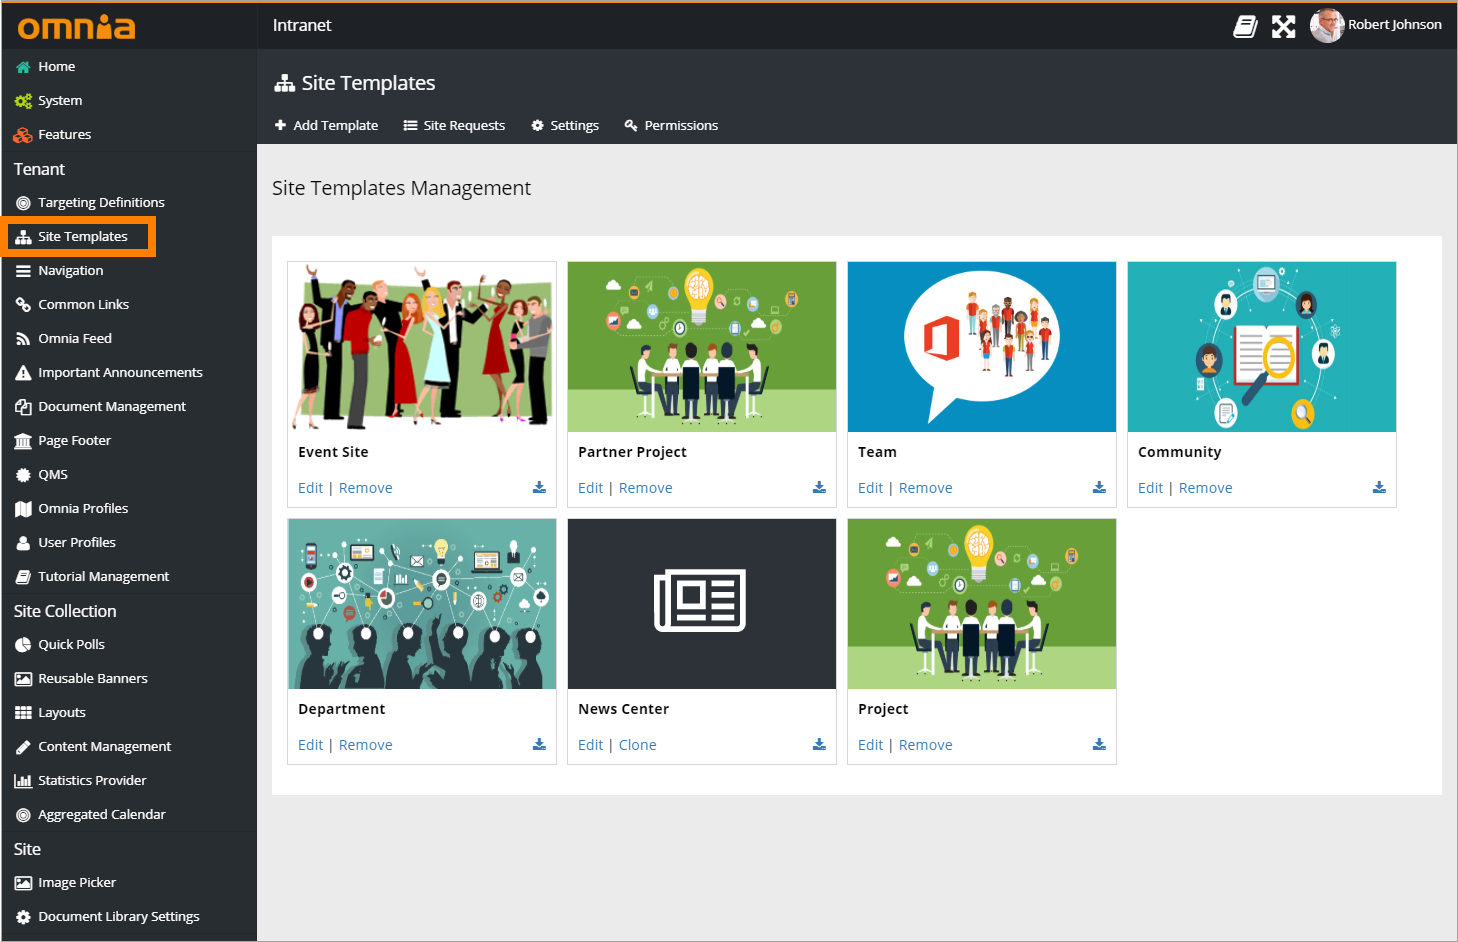 omnia
Intranet
Robert Johnson
Home
System
Features
Tenant
Targeting Definitions
Site Templates
Navigation
Common Links
Omnia Feed
Important Announcements
Document Management
Page Footer
QMS
Omnia Profiles
User Profiles
Tutorial Management
Site Collection
Quick Polls
Reusable Banners
Layouts
Content Management
Statistics Provider
Aggregated Calendar
Site
Image Picker
Document Library Settings
Site Templates
Add Template
Site Requests
Settings
Permissions
Site Templates Management
Event Site
Edit | Remove
Partner Project
Edit | Remove
Team
Edit | Remove
Community
Edit | Remove
Department
Edit | Remove
News Center
Edit | Clone
Project
Edit | Remove